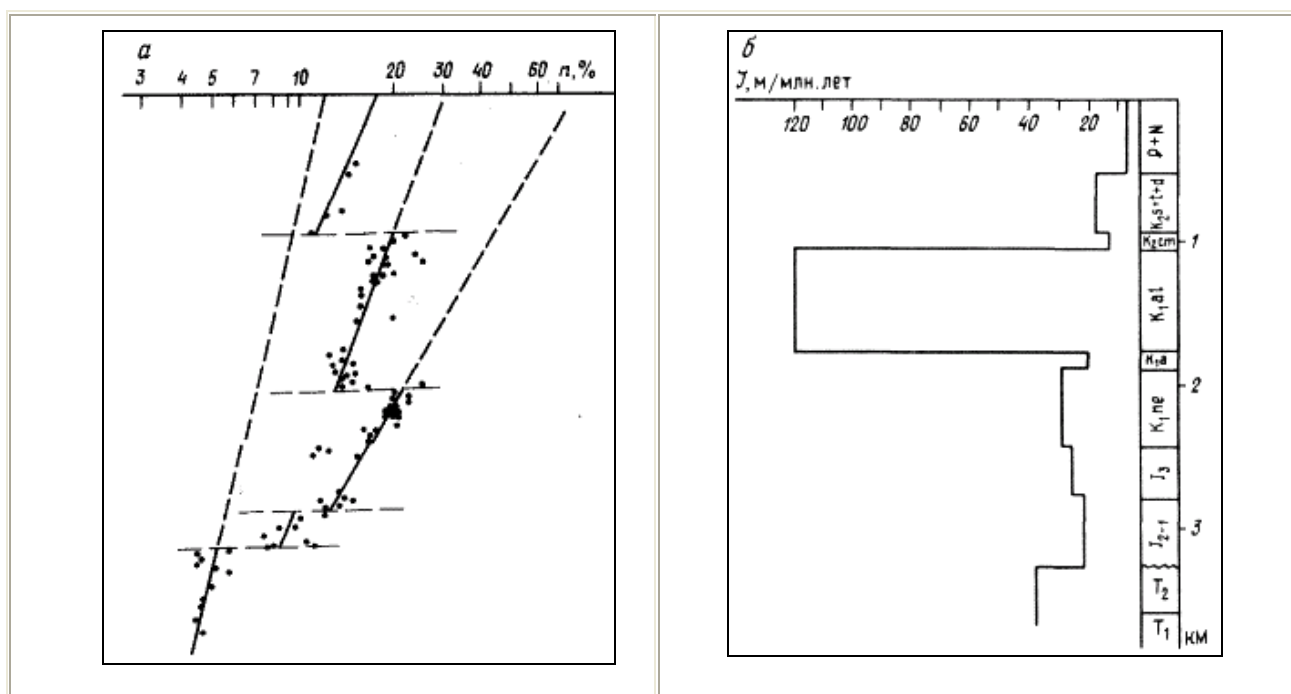 а
3 4 5 7 10 20 30 40 60 n,%
б
J, м/млн.лет
120 100 80 60 40 20
P+N
K₂s+t+d
K₂cm
1
K₁al
K₁a
2
K₁ne
J₃
J₂₋₁
3
T₂
T₁ км